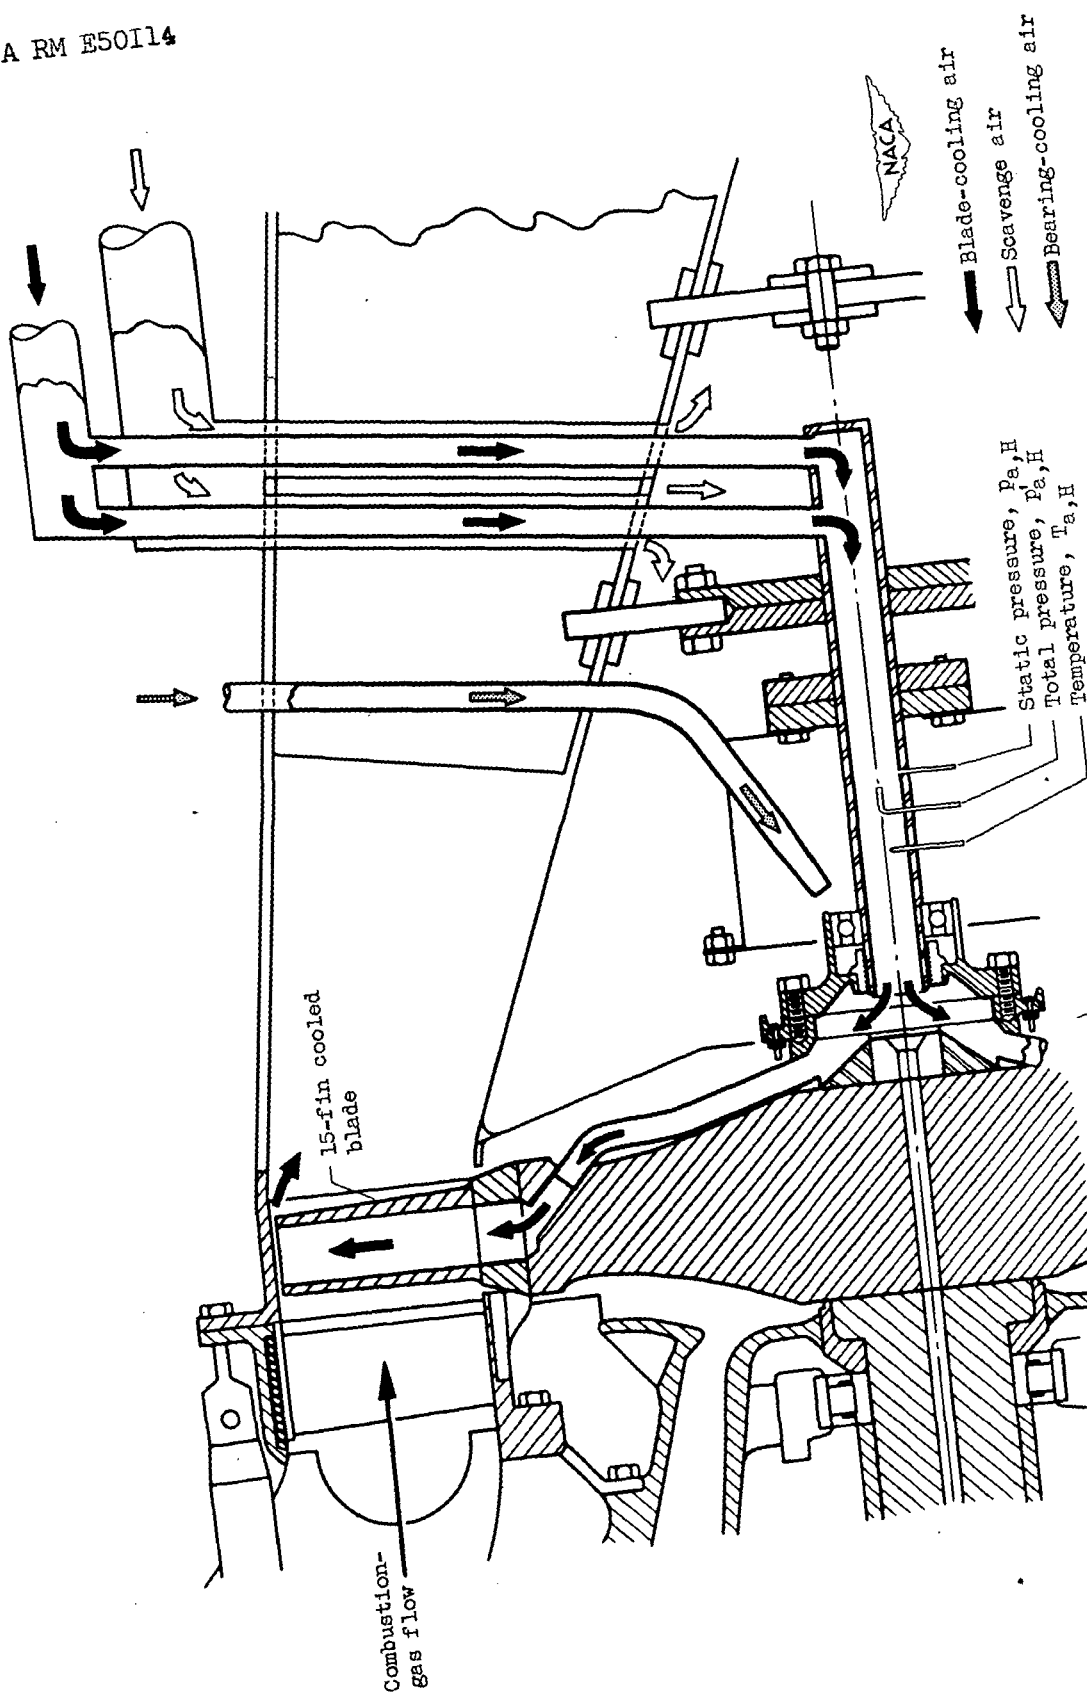 A RM E50I14
NACA
Blade-cooling air
Scavenge air
Bearing-cooling air
Static pressure, pa,H
Total pressure, p'a,H
Temperature, Ta,H
15-fin cooled
blade
Combustion-
gas flow